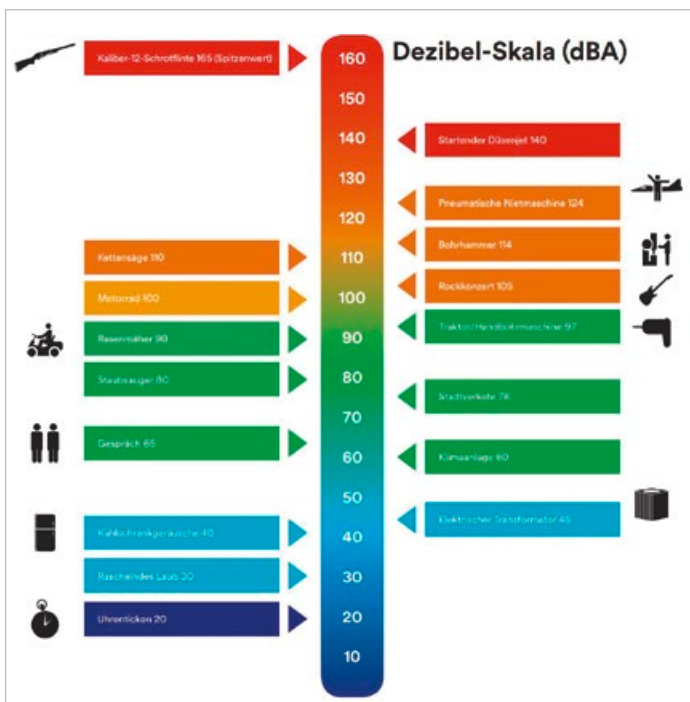 Dezibel-Skala (dBA)
Kaliber-12-Schrotflinte 165 (Spitzenwert)
Kettensäge 110
Motorrad 100
Rasenmäher 90
Staubsauger 80
Gespräch 65
Kühlschrankgeräusche 40
Raschelndes Laub 30
Uhrenticken 20
160
150
140
130
120
110
100
90
80
70
60
50
40
30
20
10
Startender Düsenjet 140
Pneumatische Nietmaschine 124
Bohrhammer 114
Rockkonzert 105
Traktor/Handbohrmaschine 97
Stadtverkehr 78
Klimaanlage 60
Elektrischer Transformator 45